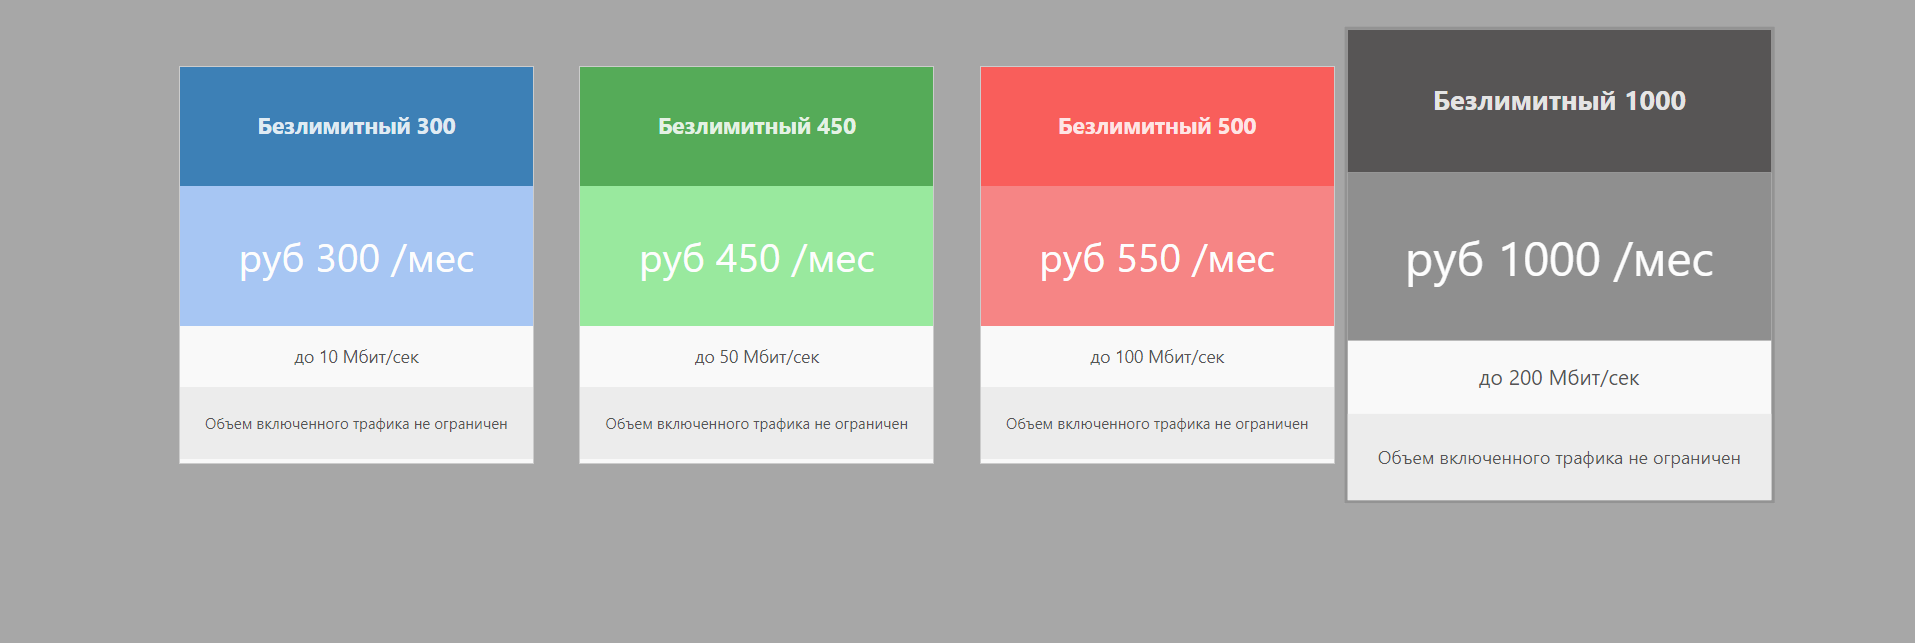 Безлимитный 300
руб 300 /мес
до 10 Мбит/сек
Объем включенного трафика не ограничен
Безлимитный 450
руб 450 /мес
до 50 Мбит/сек
Объем включенного трафика не ограничен
Безлимитный 500
руб 550 /мес
до 100 Мбит/сек
Объем включенного трафика не ограничен
Безлимитный 1000
руб 1000 /мес
до 200 Мбит/сек
Объем включенного трафика не ограничен